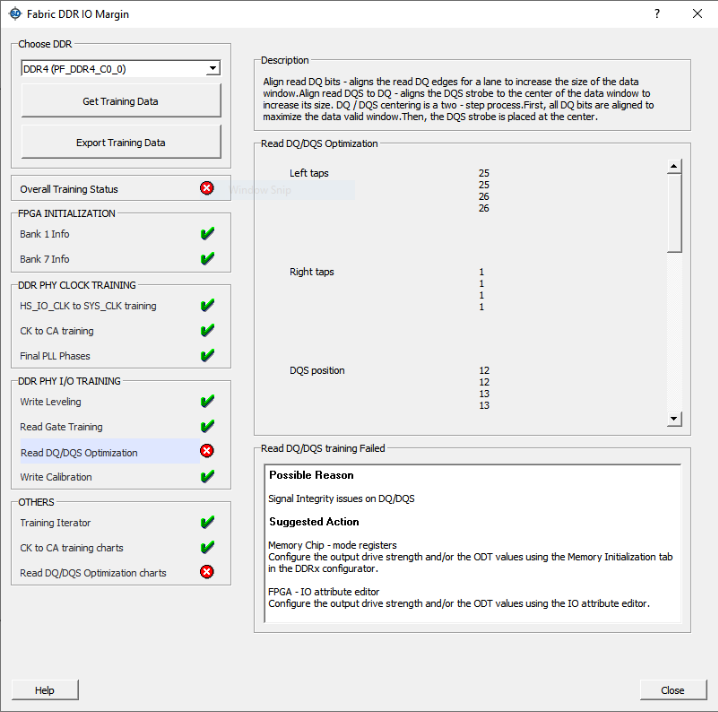 Fabric DDR IO Margin
?
Choose DDR
DDR4 (PF_DDR4_C0_0)
Get Training Data
Export Training Data
Overall Training Status
Window Snip
FPGA INITIALIZATION
Bank 1 Info
Bank 7 Info
DDR PHY CLOCK TRAINING
HS_IO_CLK to SYS_CLK training
CK to CA training
Final PLL Phases
DDR PHY I/O TRAINING
Write Leveling
Read Gate Training
Read DQ/DQS Optimization
Write Calibration
OTHERS
Training Iterator
CK to CA training charts
Read DQ/DQS Optimization charts
Description
Align read DQ bits - aligns the read DQ edges for a lane to increase the size of the data
window.Align read DQS to DQ - aligns the DQS strobe to the center of the data window to
increase its size. DQ / DQS centering is a two - step process.First, all DQ bits are aligned to
maximize the data valid window.Then, the DQS strobe is placed at the center.
Read DQ/DQS Optimization
Left taps 25
25
26
26
Right taps 1
1
1
1
DQS position 12
12
13
13
Read DQ/DQS training Failed
Possible Reason
Signal Integrity issues on DQ/DQS
Suggested Action
Memory Chip - mode registers
Configure the output drive strength and/or the ODT values using the Memory Initialization tab
in the DDRx configurator.
FPGA - IO attribute editor
Configure the output drive strength and/or the ODT values using the IO attribute editor.
Help
Close